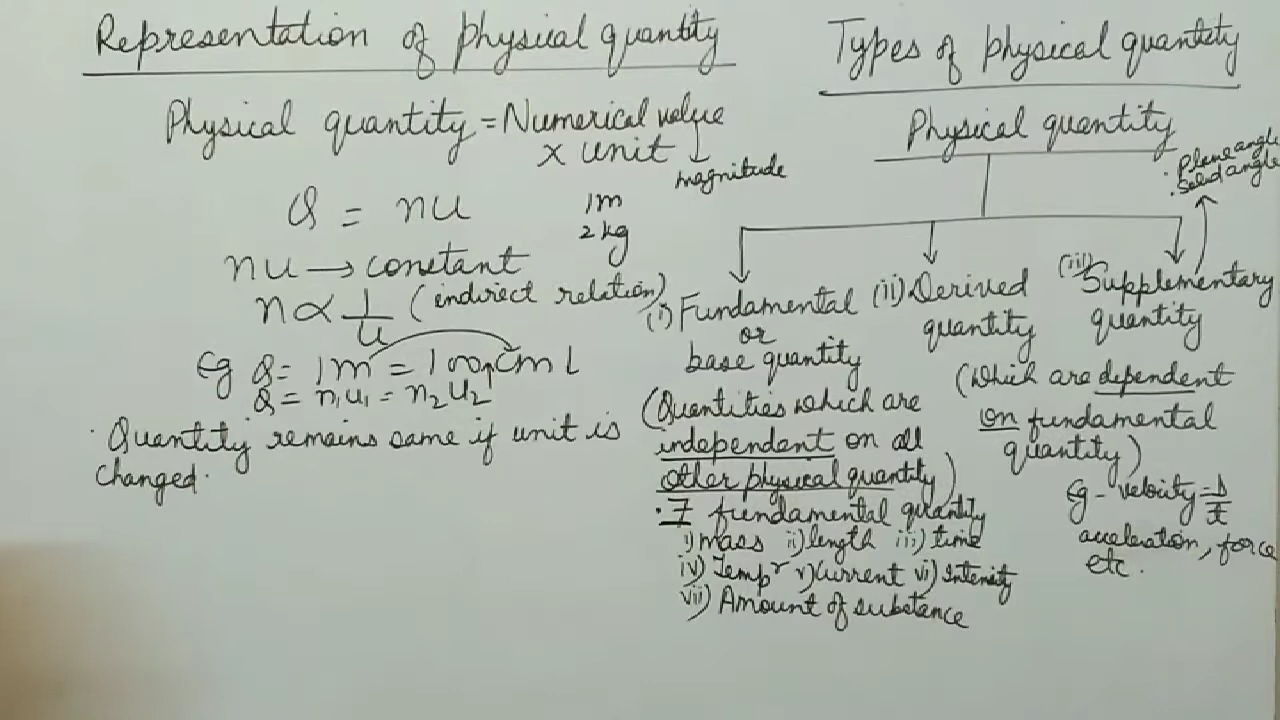 Representation of physical quantity
Physical quantity = Numerical value
x unit
magnitude
Q = nu
1m
2 kg
nu → constant
n ∝ 1/u (indirect relation)
Eg Q = 1m = 100 cm
Q = n₁u₁ = n₂u₂
· Quantity remains same if unit is
changed.
Types of physical quantity
Physical quantity
· Plane angle
· Solid angle
(i) Fundamental
or
base quantity
(Quantities which are
independent on all
other physical quantity)
· 7 fundamental quantity
i) mass ii) length iii) time
iv) Tempr v) Current vi) Intensity
vii) Amount of substance
(ii) Derived
quantity
(which are dependent
on fundamental
quantity)
Eg - velocity = s/t
acceleration, force
etc.
(iii) Supplementary
quantity